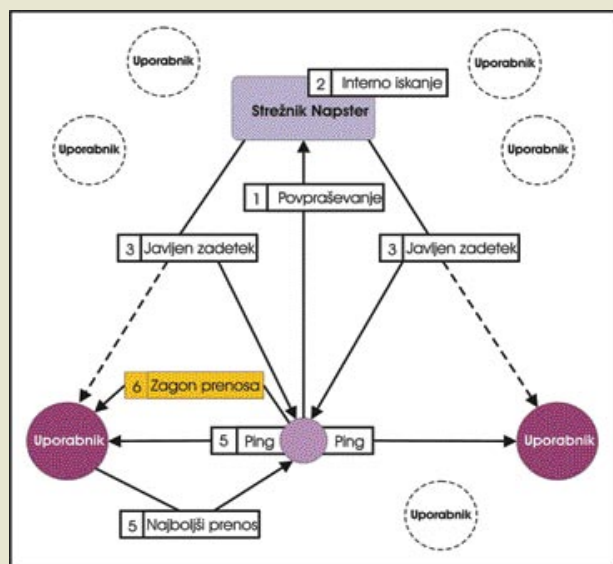 Uporabnik
Uporabnik
2 Interno iskanje
Strežnik Napster
Uporabnik
Uporabnik
1 Povpraševanje
3 Javljen zadetek
3 Javljen zadetek
6 Zagon prenosa
Uporabnik
5 Ping
Ping
Uporabnik
5 Najboljši prenos
Uporabnik